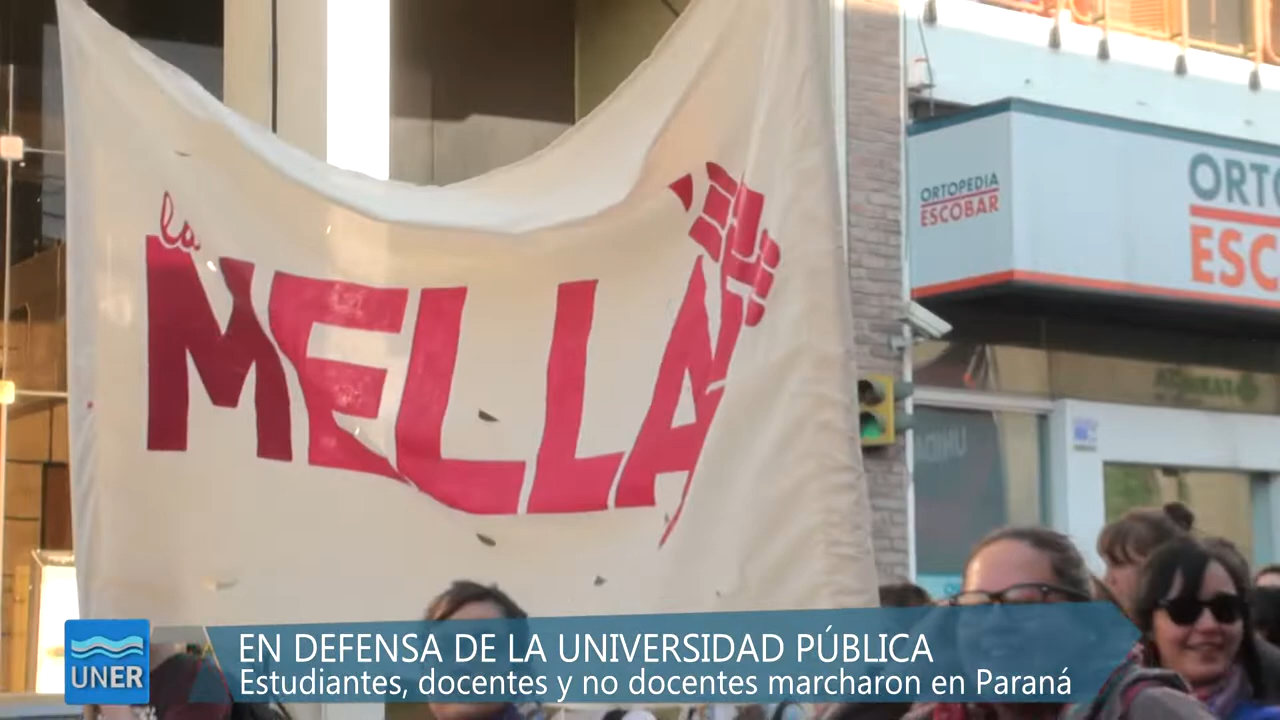 la
MELLA
ORTOPEDIA
ESCOBAR
ORTO
ESC
UNER
EN DEFENSA DE LA UNIVERSIDAD PÚBLICA
Estudiantes, docentes y no docentes marcharon en Paraná